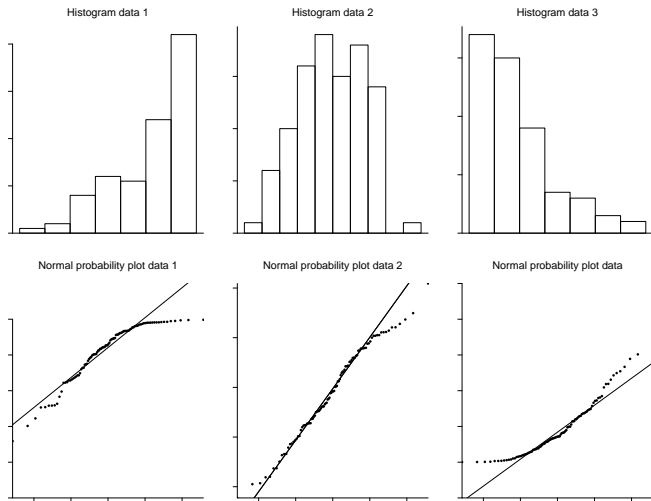 Histogram data 1
Histogram data 2
Histogram data 3
Normal probability plot data 1
Normal probability plot data 2
Normal probability plot data